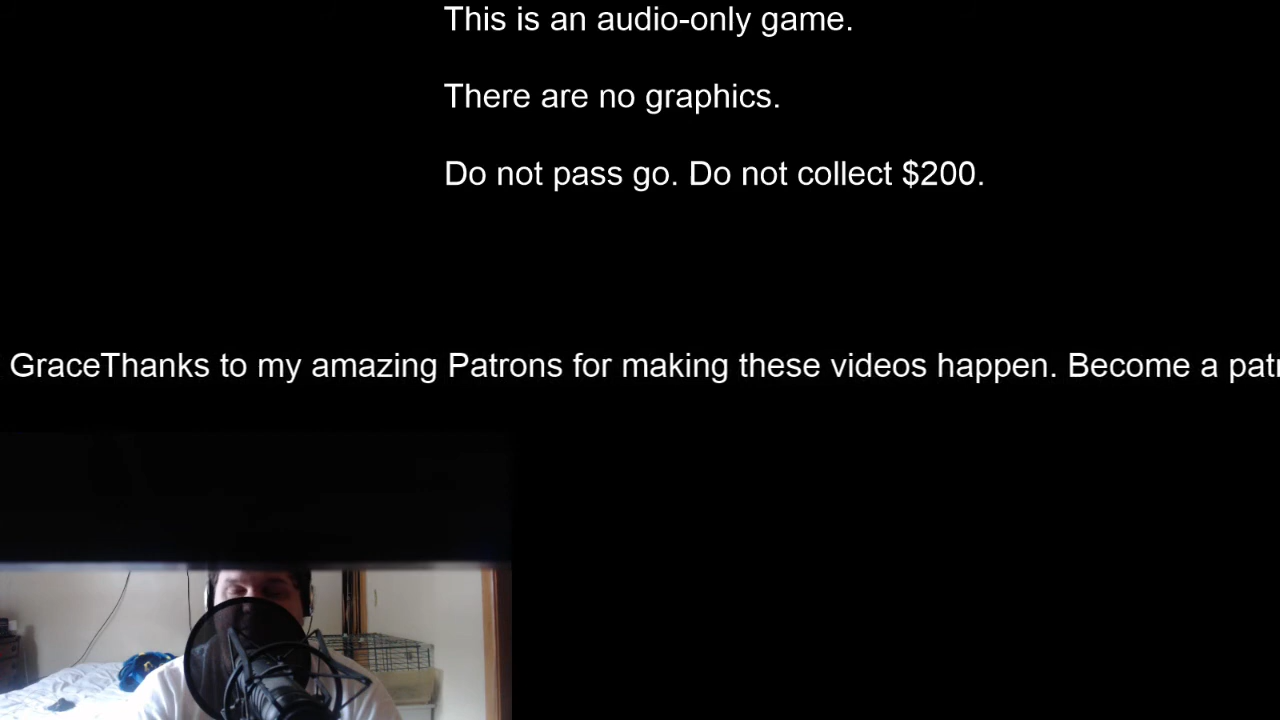 This is an audio-only game.
There are no graphics.
Do not pass go. Do not collect $200.
GraceThanks to my amazing Patrons for making these videos happen. Become a